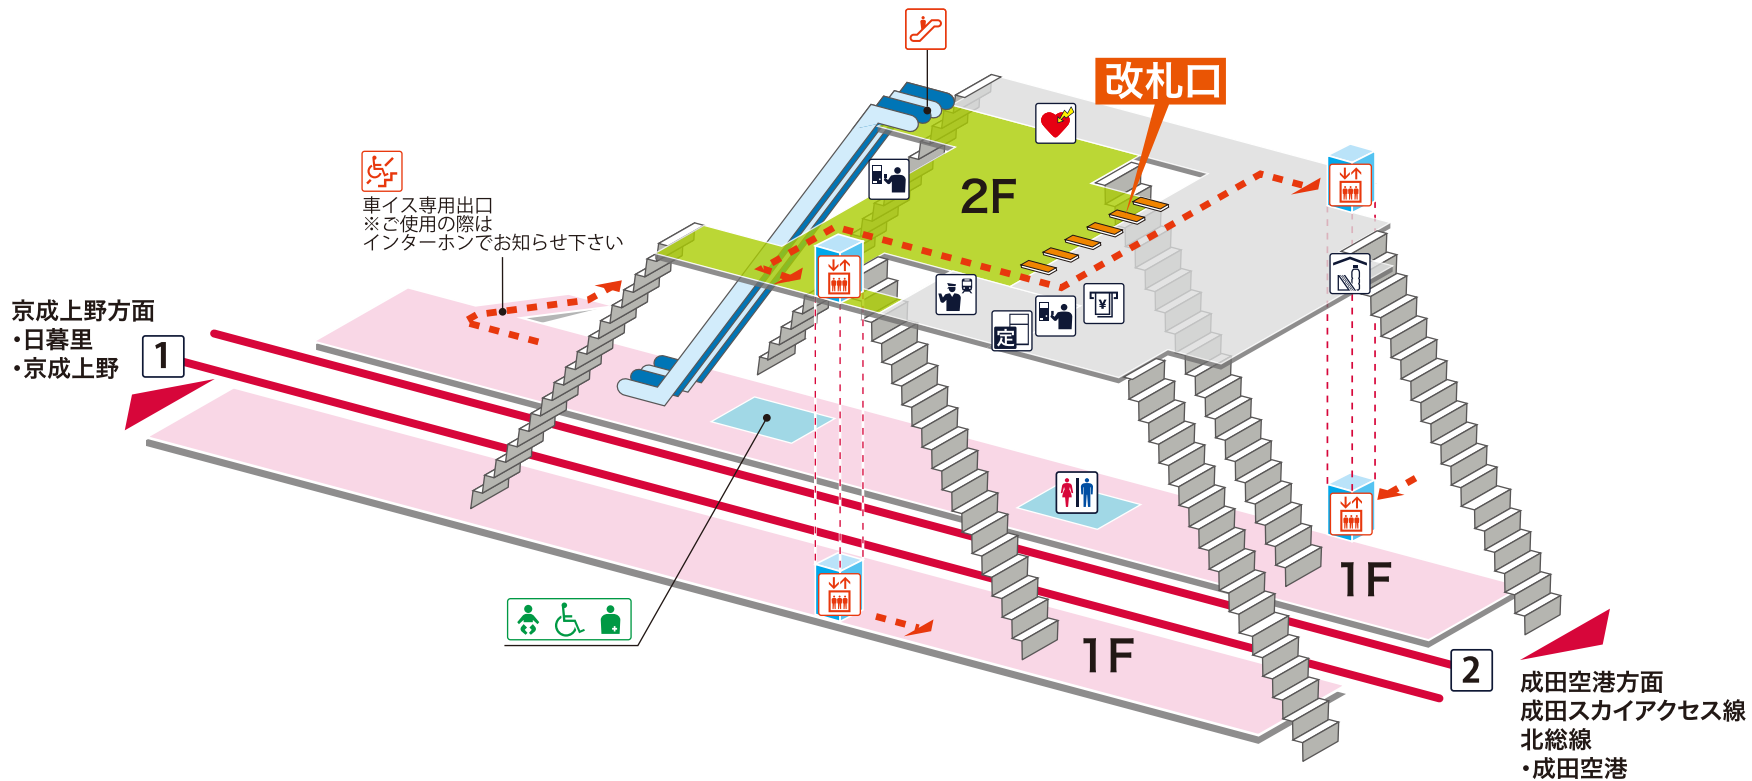 改札口
2F
車イス専用出口
※ご使用の際は
インターホンでお知らせ下さい
京成上野方面
・日暮里
・京成上野
1
定
¥
1F
1F
2
成田空港方面
成田スカイアクセス線
北総線
・成田空港